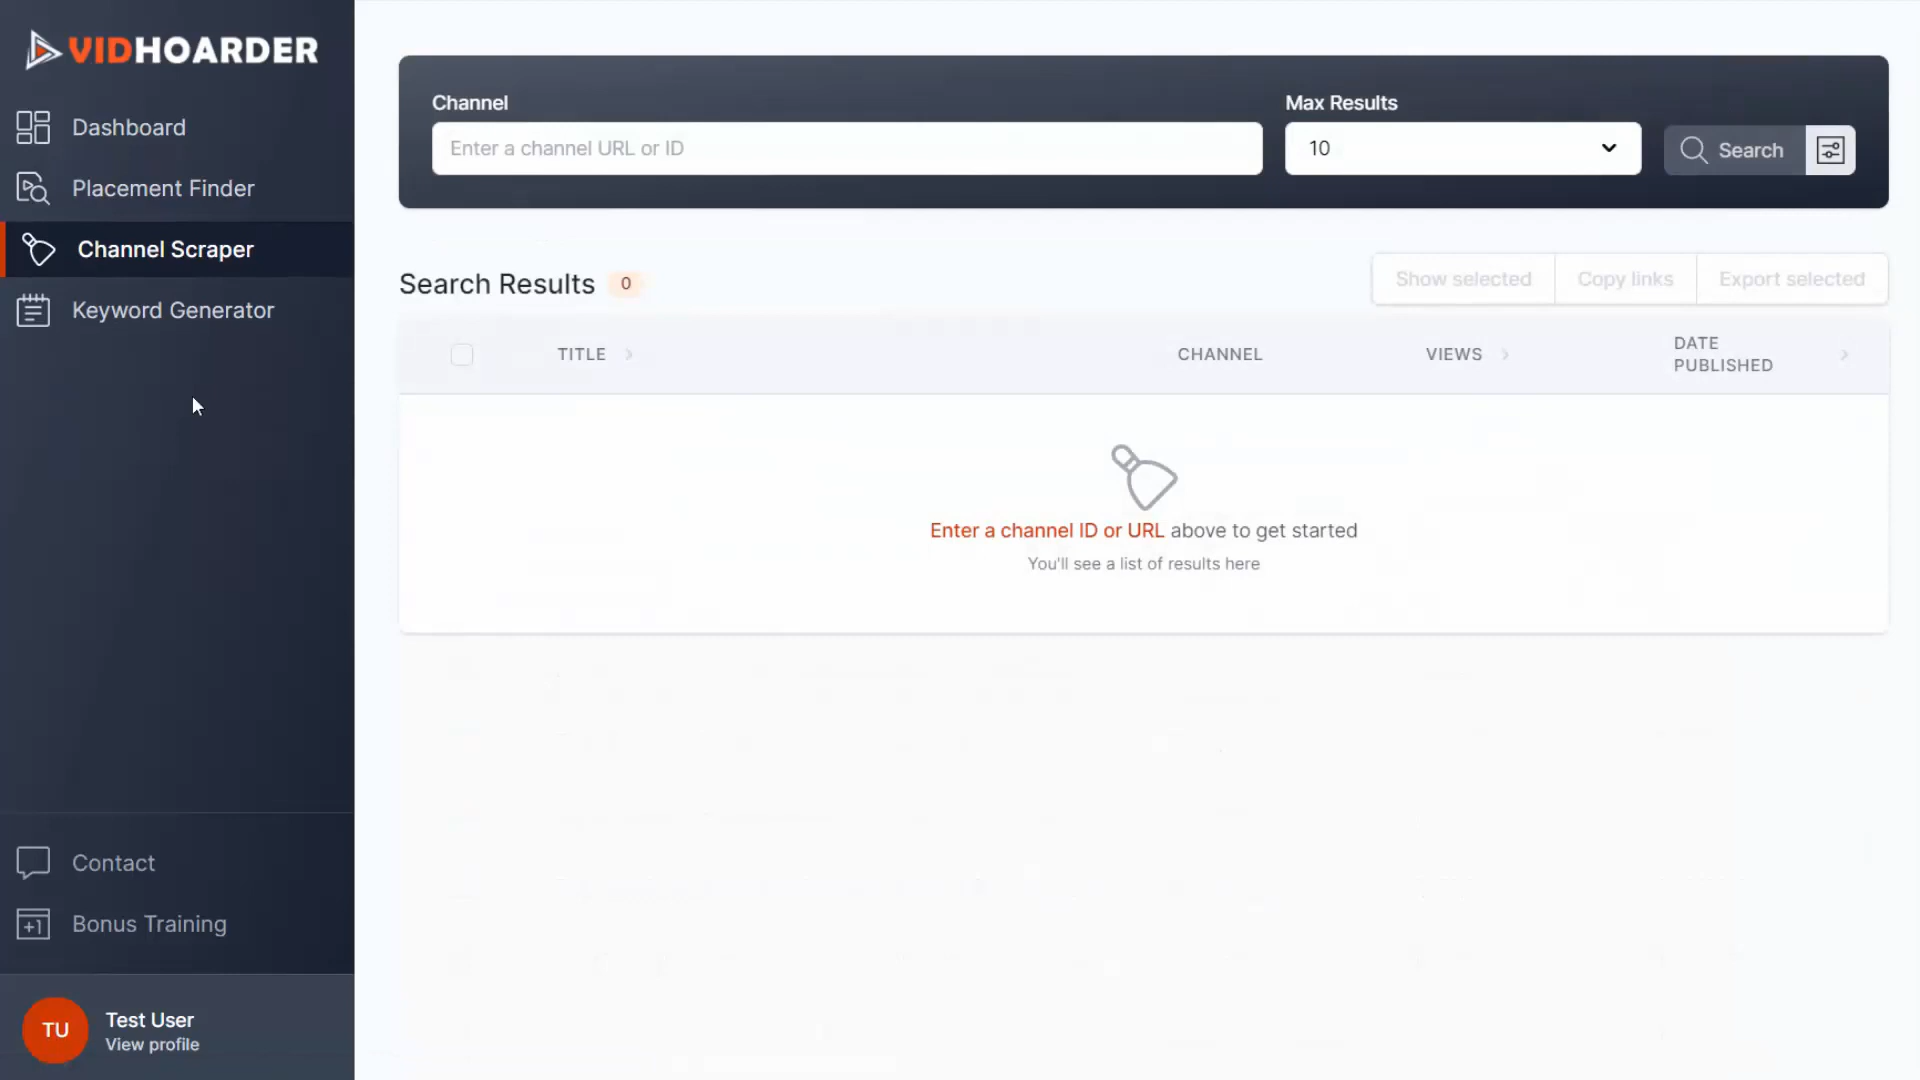 VIDHOARDER
Dashboard
Placement Finder
Channel Scraper
Keyword Generator
Contact
Bonus Training
TU
Test User
View profile
Channel
Enter a channel URL or ID
Max Results
10
Search
Search Results 0
Show selected
Copy links
Export selected
TITLE
CHANNEL
VIEWS
DATE
PUBLISHED
Enter a channel ID or URL above to get started
You'll see a list of results here